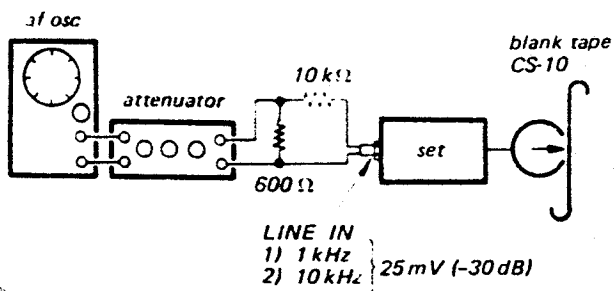 af osc
blank tape
CS-10
10 kΩ
attenuator
set
600 Ω
LINE IN
1) 1 kHz
2) 10 kHz
25 mV (-30 dB)